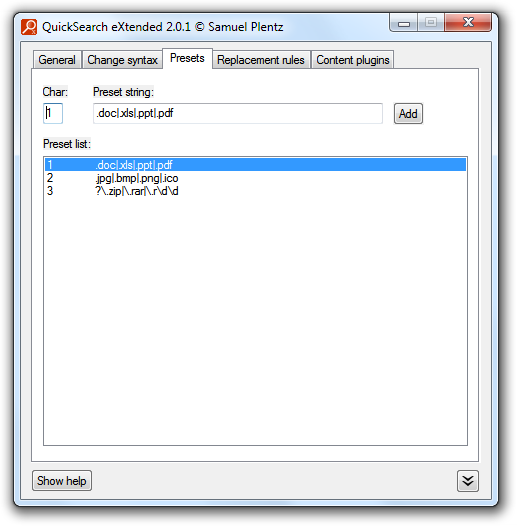 QuickSearch eXtended 2.0.1 © Samuel Plentz
General Change syntax Presets Replacement rules Content plugins
Char: Preset string:
1 .doc|.xls|.ppt|.pdf Add
Preset list:
1 .doc|.xls|.ppt|.pdf
2 .jpg|.bmp|.png|.ico
3 ?\.zip|\.rar|\.r\d\d
Show help